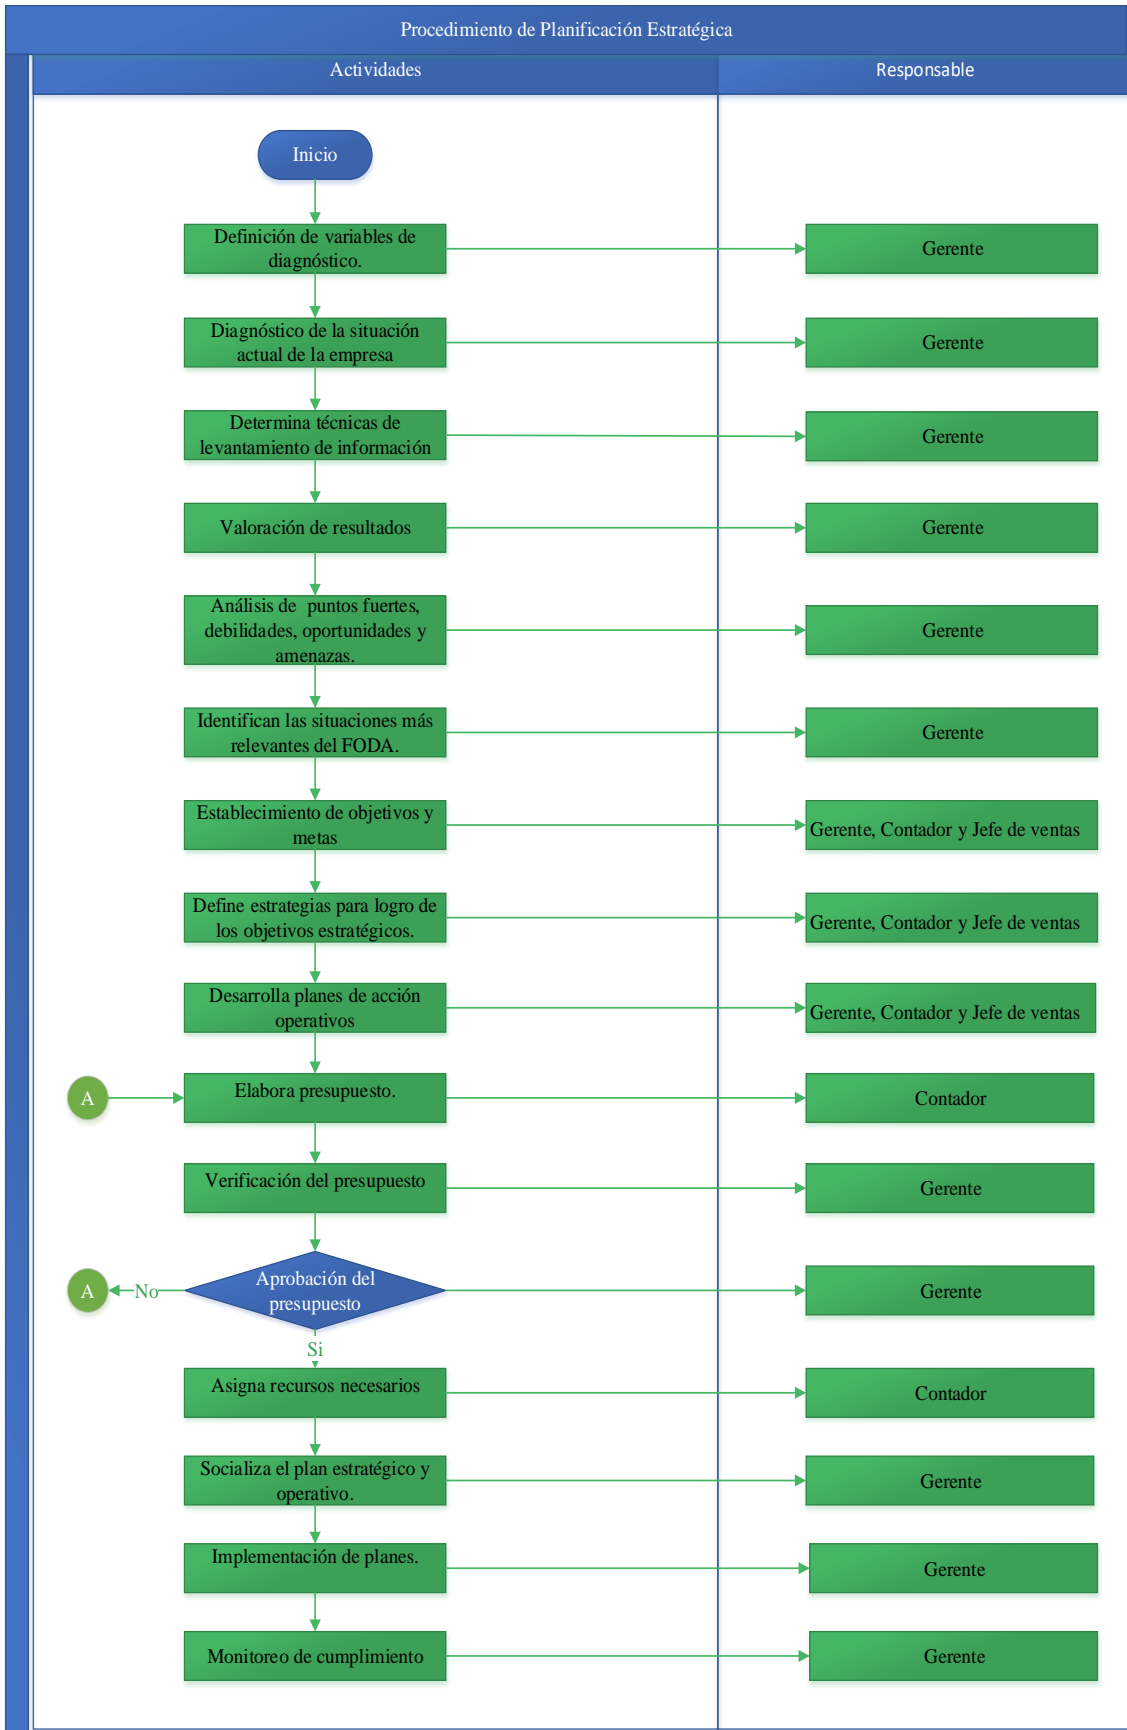 Procedimiento de Planificación Estratégica
Actividades
Responsable
Inicio
Definición de variables de
diagnóstico.
Gerente
Diagnóstico de la situación
actual de la empresa
Gerente
Determina técnicas de
levantamiento de información
Gerente
Valoración de resultados
Gerente
Análisis de  puntos fuertes,
debilidades, oportunidades y
amenazas.
Gerente
Identifican las situaciones más
relevantes del FODA.
Gerente
Establecimiento de objetivos y
metas
Gerente, Contador y Jefe de ventas
Define estrategias para logro de
los objetivos estratégicos.
Gerente, Contador y Jefe de ventas
Desarrolla planes de acción
operativos
Gerente, Contador y Jefe de ventas
A
Elabora presupuesto.
Contador
Verificación del presupuesto
Gerente
A
No
Aprobación del
presupuesto
Gerente
Si
Asigna recursos necesarios
Contador
Socializa el plan estratégico y
operativo.
Gerente
Implementación de planes.
Gerente
Monitoreo de cumplimiento
Gerente